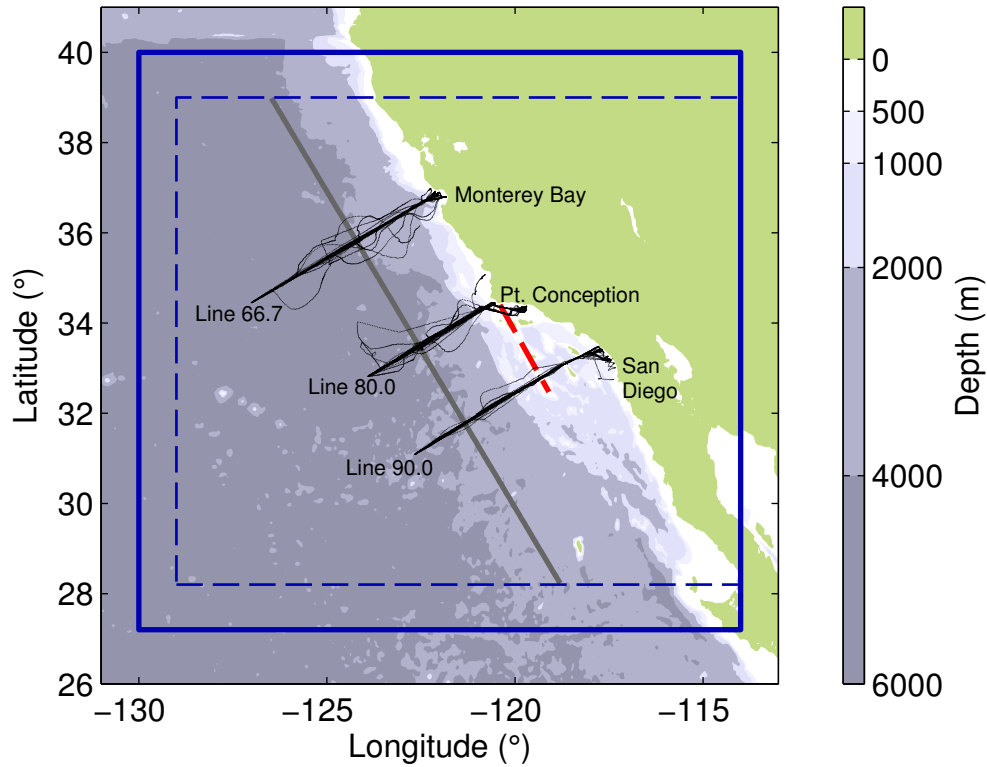 40
38
36
34
32
30
28
26
Latitude (°)
−130
−125
−120
−115
Longitude (°)
Monterey Bay
Line 66.7
Pt. Conception
Line 80.0
San
Diego
Line 90.0
0
500
1000
2000
4000
6000
Depth (m)